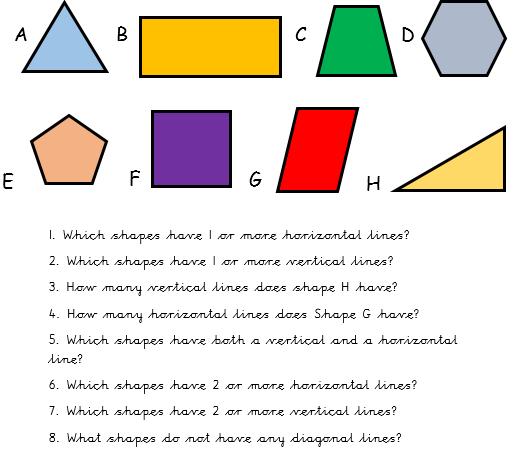 A B C D
E F G H
1. Which shapes have 1 or more horizontal lines?
2. Which shapes have 1 or more vertical lines?
3. How many vertical lines does shape H have?
4. How many horizontal lines does Shape G have?
5. Which shapes have both a vertical and a horizontal
line?
6. Which shapes have 2 or more horizontal lines?
7. Which shapes have 2 or more vertical lines?
8. What shapes do not have any diagonal lines?